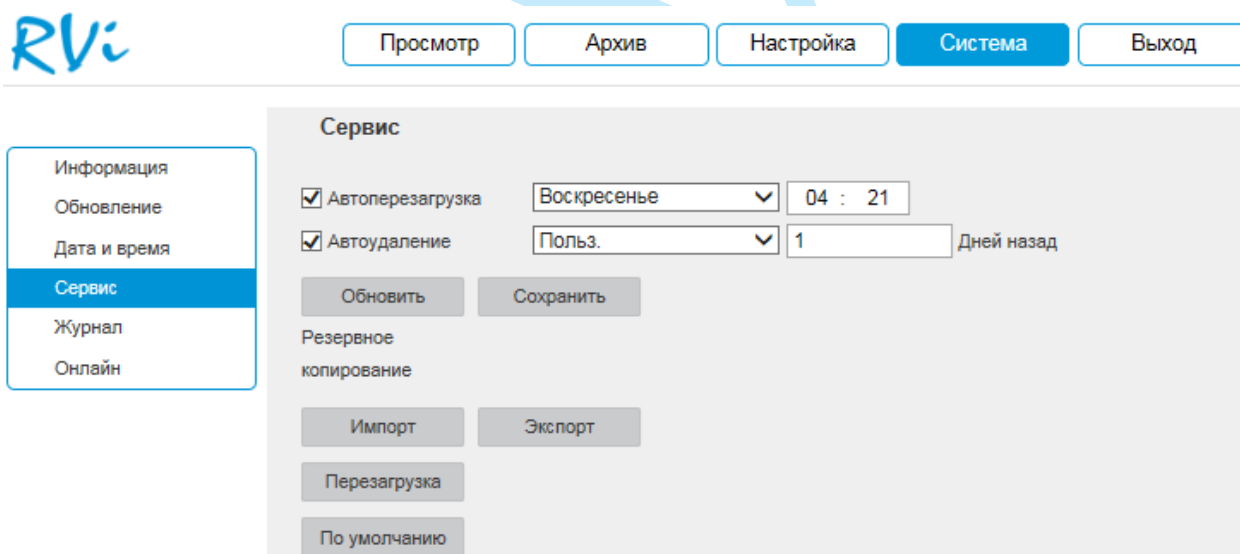 RVi
Просмотр Архив Настройка Система Выход
Сервис
Информация
Обновление
Дата и время
Сервис
Журнал
Онлайн
Автоперезагрузка Воскресенье 04 : 21
Автоудаление Польз. 1 Дней назад
Обновить Сохранить
Резервное
копирование
Импорт Экспорт
Перезагрузка
По умолчанию